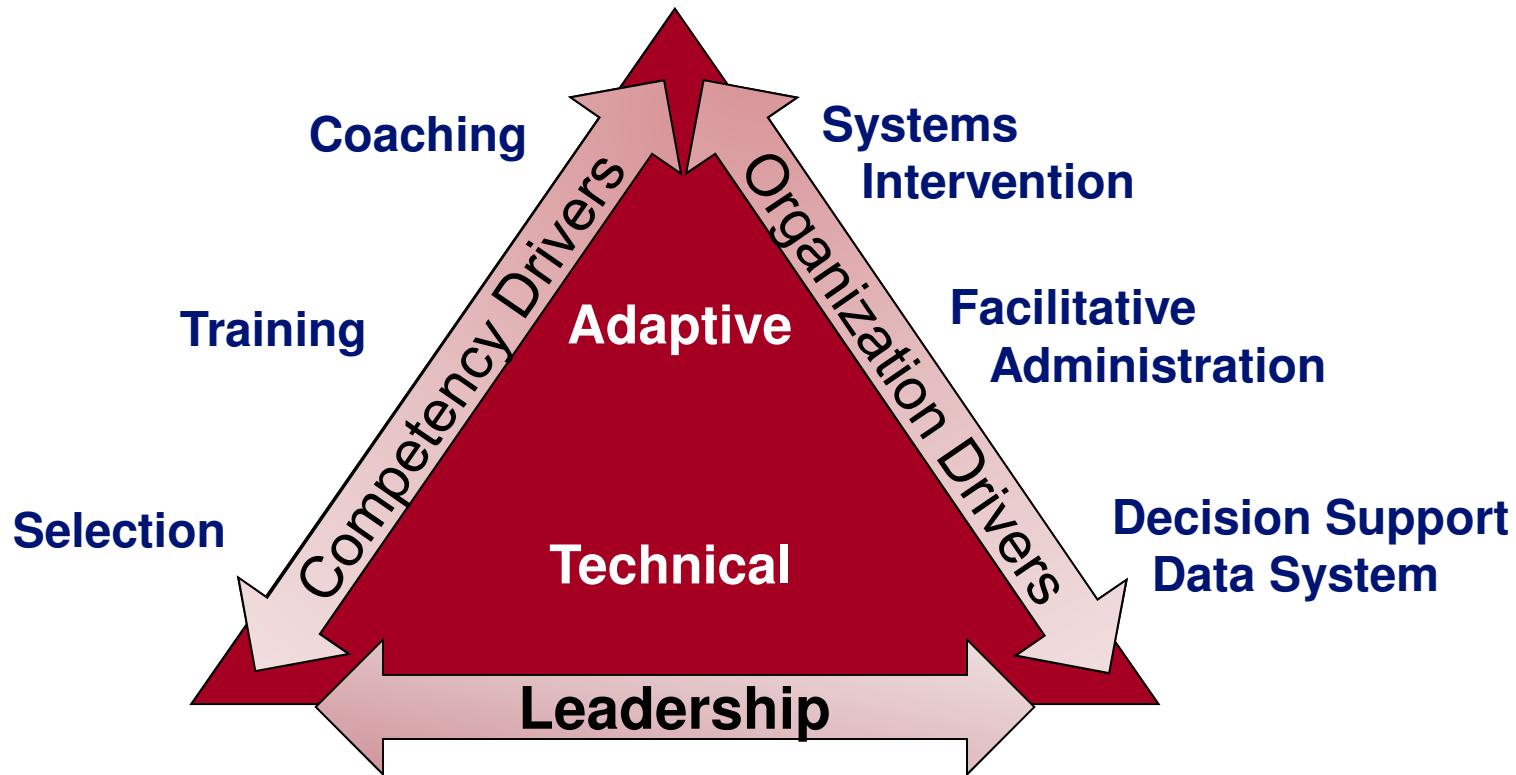 Coaching
Training
Selection
Competency Drivers
Systems
Intervention
Facilitative
Administration
Decision Support
Data System
Organization Drivers
Adaptive
Technical
Leadership